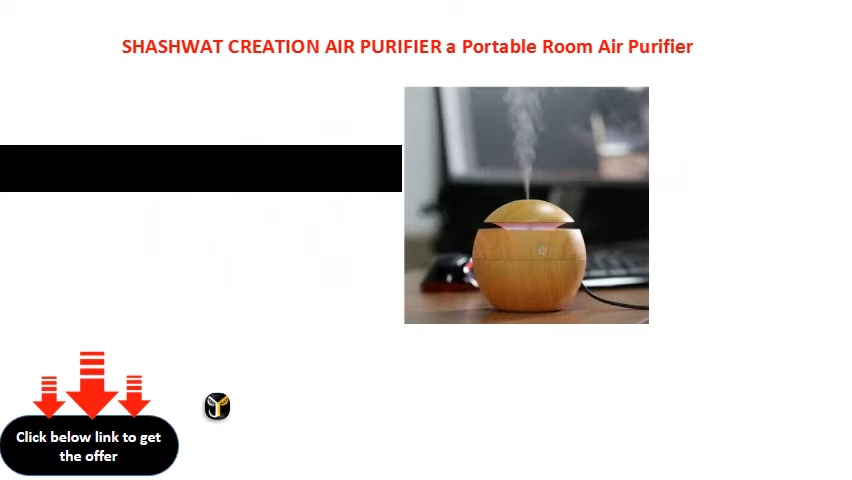 SHASHWAT CREATION AIR PURIFIER a Portable Room Air Purifier
Click below link to get
the offer